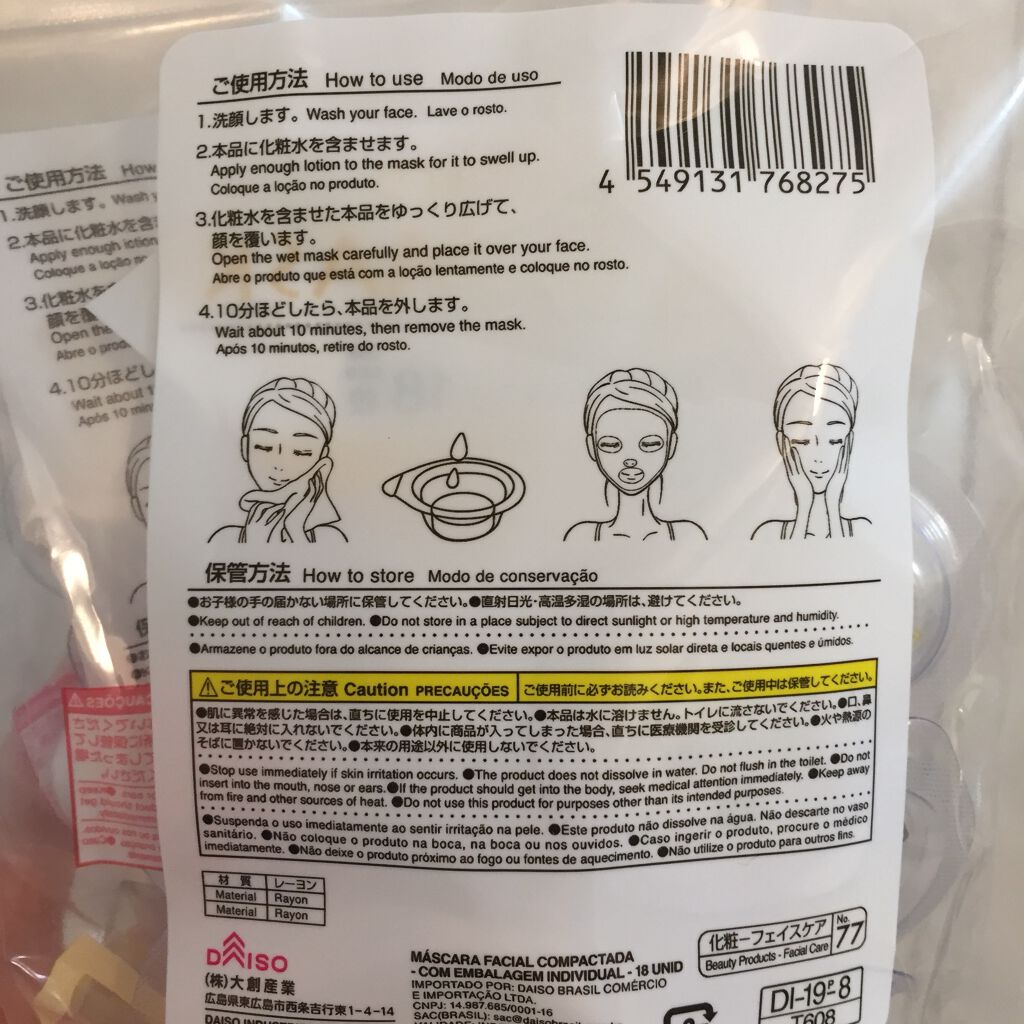 ご使用方法 How to use Modo de uso
1.洗顔します。Wash your face. Lave o rosto.
2.本品に化粧水を含ませます。
Apply enough lotion to the mask for it to swell up.
Coloque a loção no produto.
3.化粧水を含ませた本品をゆっくり広げて、
顔を覆います。
Open the wet mask carefully and place it over your face.
Abre o produto que está com a loção lentamente e coloque no rosto.
4.10分ほどしたら、本品を外します。
Wait about 10 minutes, then remove the mask.
Após 10 minutos, retire do rosto.
4 549131 768275
保管方法 How to store Modo de conservação
●お子様の手の届かない場所に保管してください。●直射日光・高温多湿の場所は、避けてください。
●Keep out of reach of children. ●Do not store in a place subject to direct sunlight or high temperature and humidity.
●Armazene o produto fora do alcance de crianças. ●Evite expor o produto em luz solar direta e locais quentes e úmidos.
⚠ご使用上の注意 Caution PRECAUÇÕES ご使用前に必ずお読みください。また、ご使用中は保管してください。
●肌に異常を感じた場合は、直ちに使用を中止してください。●本品は水に溶けません。トイレに流さないでください。●口、鼻
又は耳に絶対に入れないでください。●体内に商品が入ってしまった場合、直ちに医療機関を受診してください。●火や熱源の
そばに置かないでください。●本来の用途以外に使用しないでください。
●Stop use immediately if skin irritation occurs. ●The product does not dissolve in water. Do not flush in the toilet. ●Do not
insert into the mouth, nose or ears.●If the product should get into the body, seek medical attention immediately. ●Keep away
from fire and other sources of heat. ●Do not use this product for purposes other than its intended purposes.
●Suspenda o uso imediatamente ao sentir irritação na pele. ●Este produto não dissolve na água. Não descarte no vaso
sanitário. ●Não coloque o produto na boca, na boca ou nos ouvidos. ●Caso ingerir o produto, procure o médico
imediatamente. ●Não deixe o produto próximo ao fogo ou fontes de aquecimento. ●Não utilize o produto para outros fins.
材 質 レーヨン
Material Rayon
Material Rayon
DAISO
(株)大創産業
広島県東広島市西条吉行東1-4-14
MÁSCARA FACIAL COMPACTADA
- COM EMBALAGEM INDIVIDUAL - 18 UNID
IMPORTADO POR: DAISO BRASIL COMÉRCIO
E IMPORTAÇÃO LTDA.
CNPJ: 14.987.685/0001-16
SAC(BRASIL): sac@daisobrasil
化粧-フェイスケア No. 77
Beauty Products - Facial Care
DI-19-P-8
T608